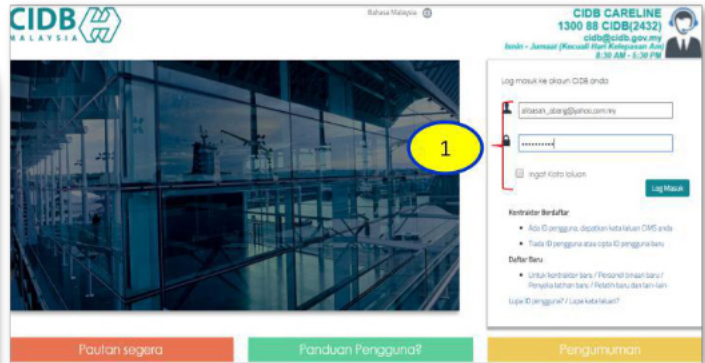 CIDB
MALAYSIA
Bahasa Malaysia
CIDB CARELINE
1300 88 CIDB(2432)
cidb@cidb.gov.my
Isnin - Jumaat (Kecuali Hari Kelepasan Am)
8:30 AM - 5:30 PM
Log masuk ke akaun CIDB anda
1
Ingat Kata laluan
Log Masuk
Kontraktor Berdaftar
Ada ID pengguna, dapatkan kata laluan CIMS anda
Tiada ID pengguna atau cipta ID pengguna baru
Daftar Baru
Untuk kontraktor baru / Personil binaan baru /
Penyelia latihan baru / Pelatih baru dan lain-lain
Lupa ID pengguna? / Lupa kata laluan?
Pautan segera
Panduan Pengguna?
Pengumuman